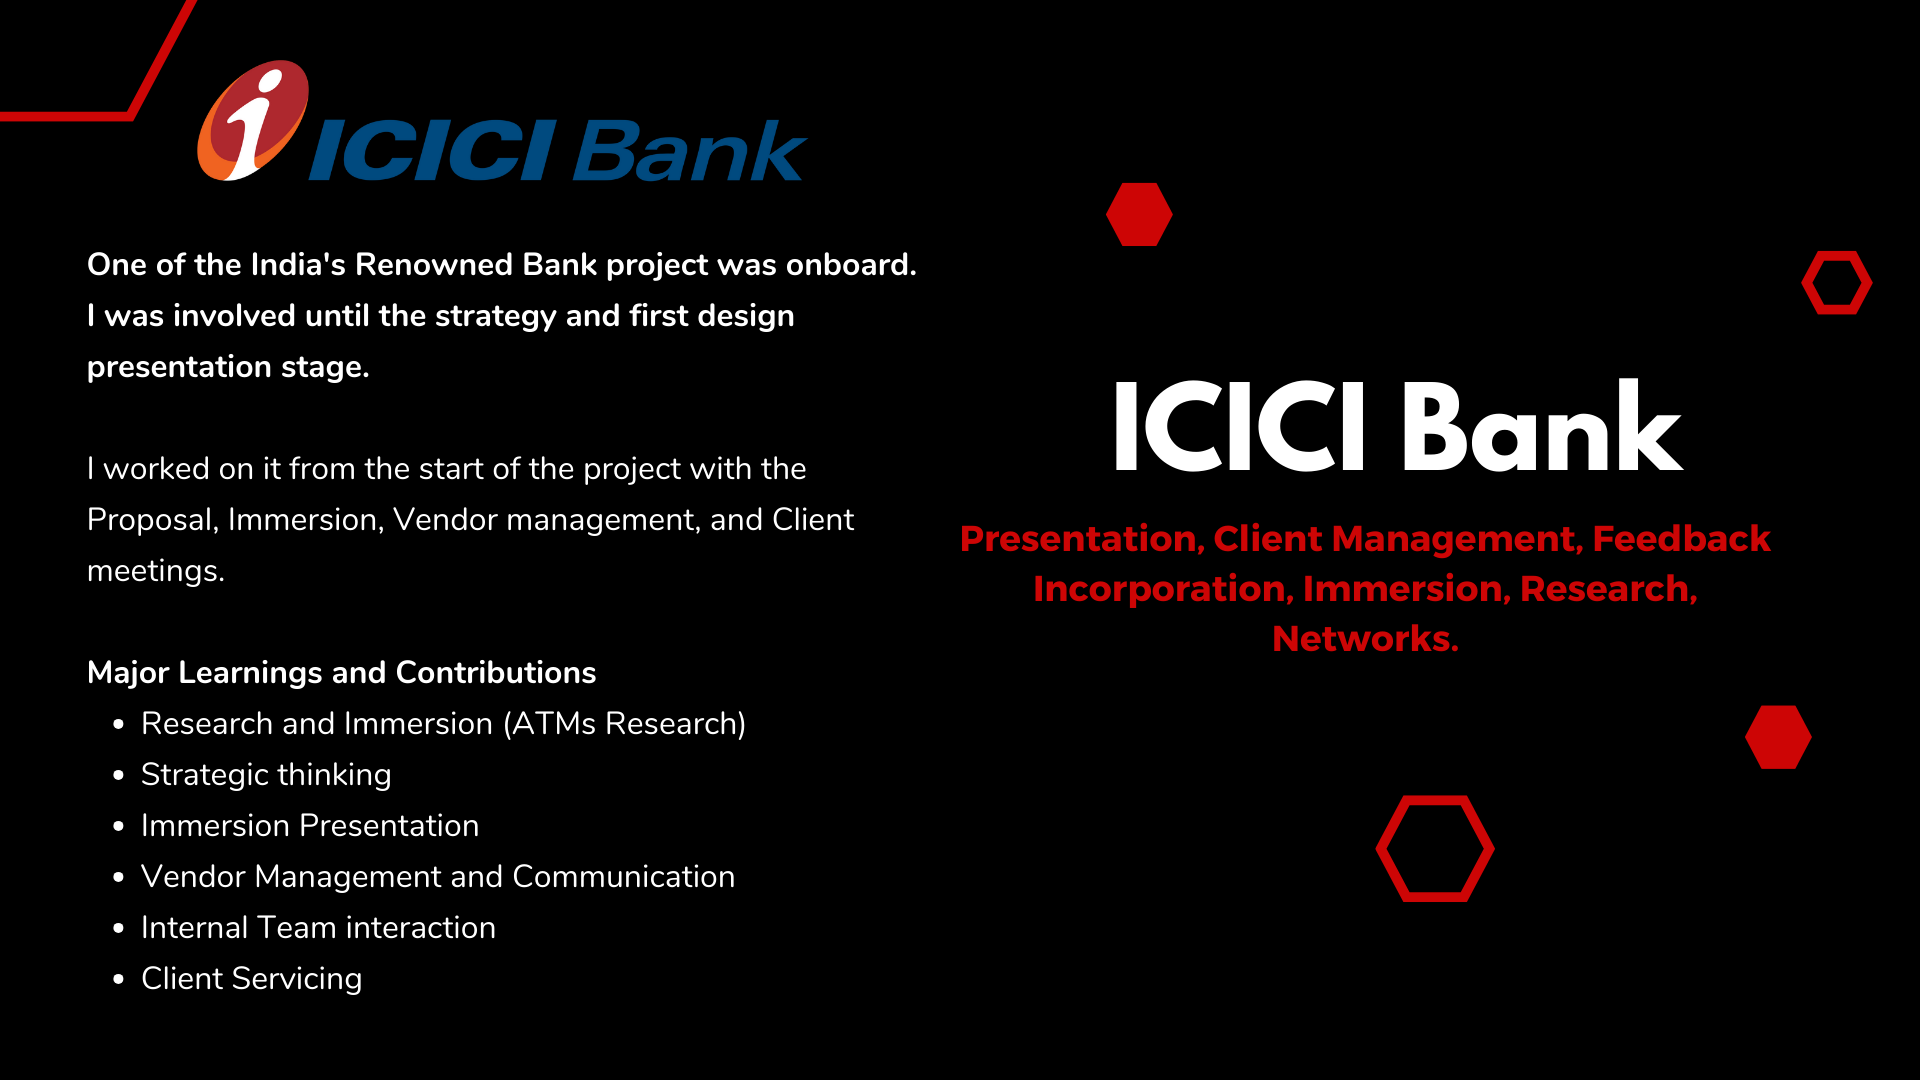 i ICICI Bank
One of the India's Renowned Bank project was onboard.
I was involved until the strategy and first design
presentation stage.
I worked on it from the start of the project with the
Proposal, Immersion, Vendor management, and Client
meetings.
Major Learnings and Contributions
• Research and Immersion (ATMs Research)
• Strategic thinking
• Immersion Presentation
• Vendor Management and Communication
• Internal Team interaction
• Client Servicing
ICICI Bank
Presentation, Client Management, Feedback
Incorporation, Immersion, Research,
Networks.